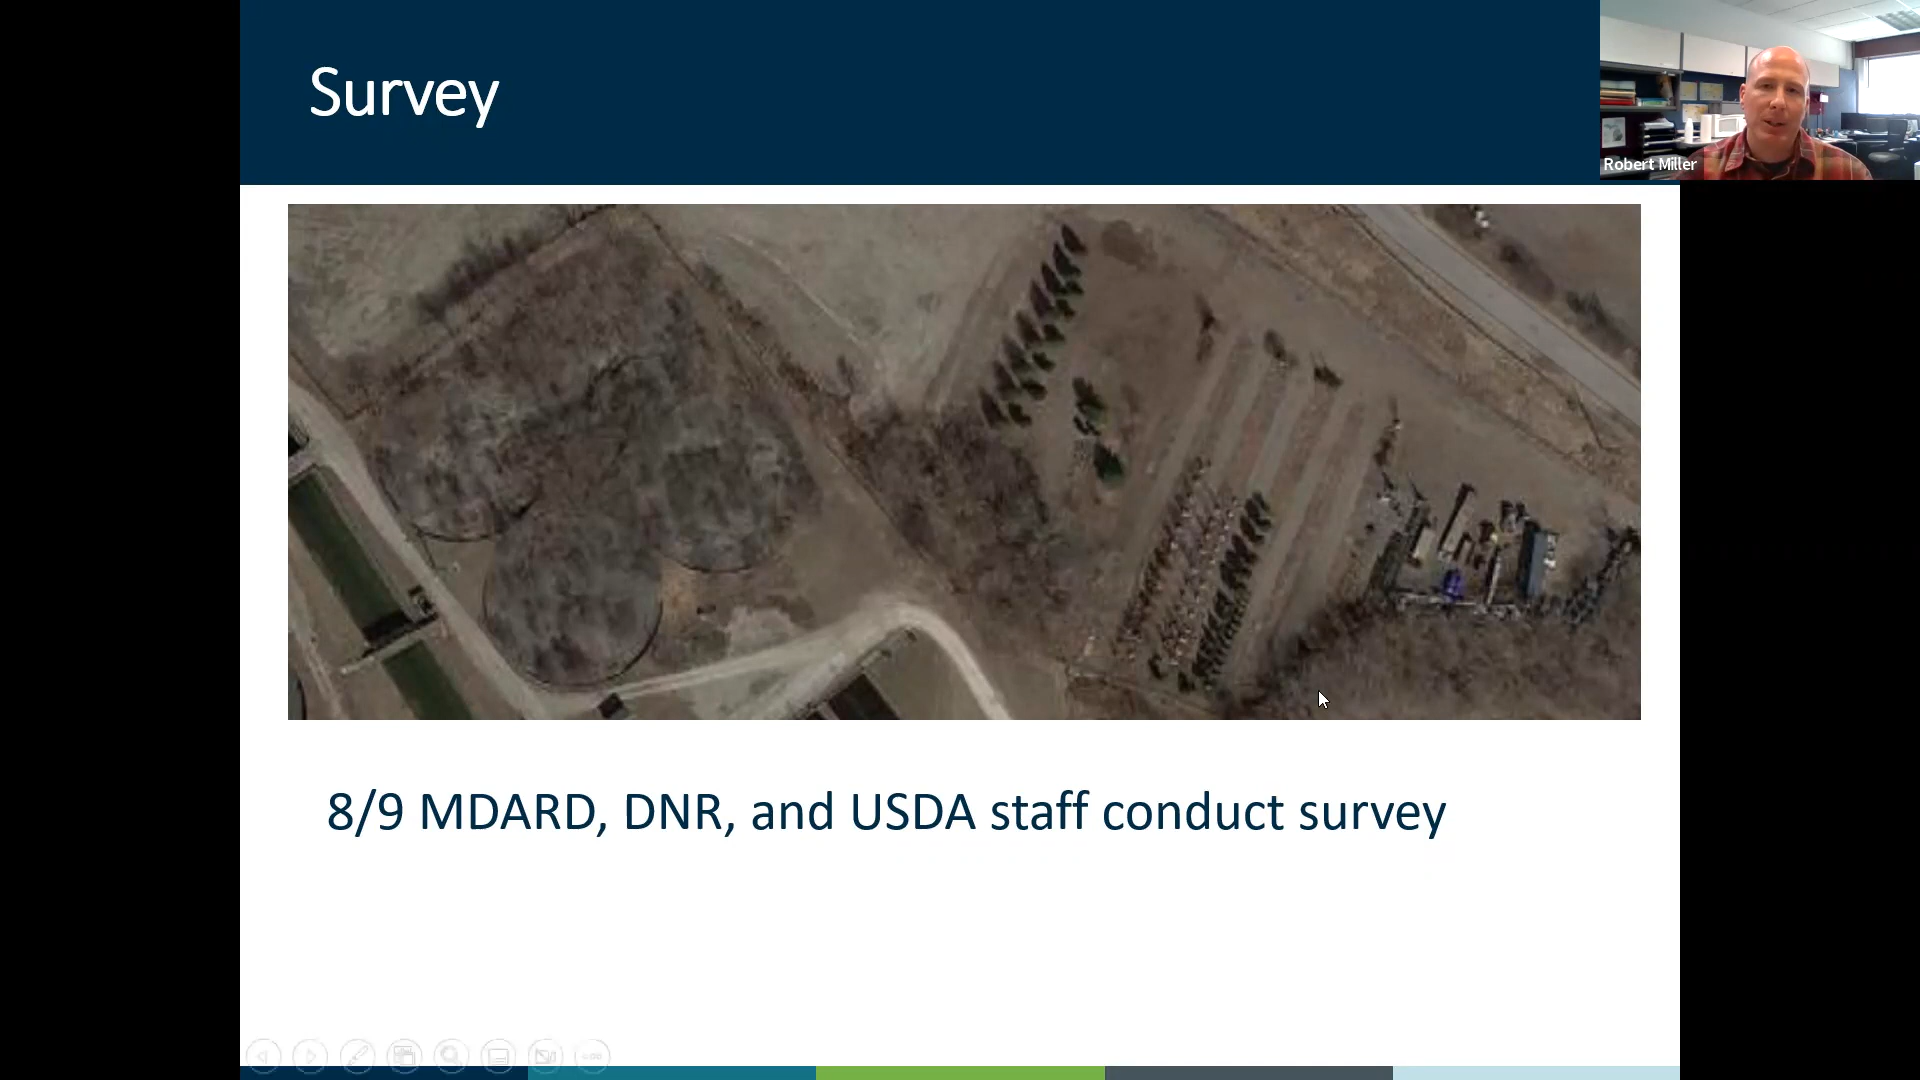 Survey
Robert Miller
8/9 MDARD, DNR, and USDA staff conduct survey